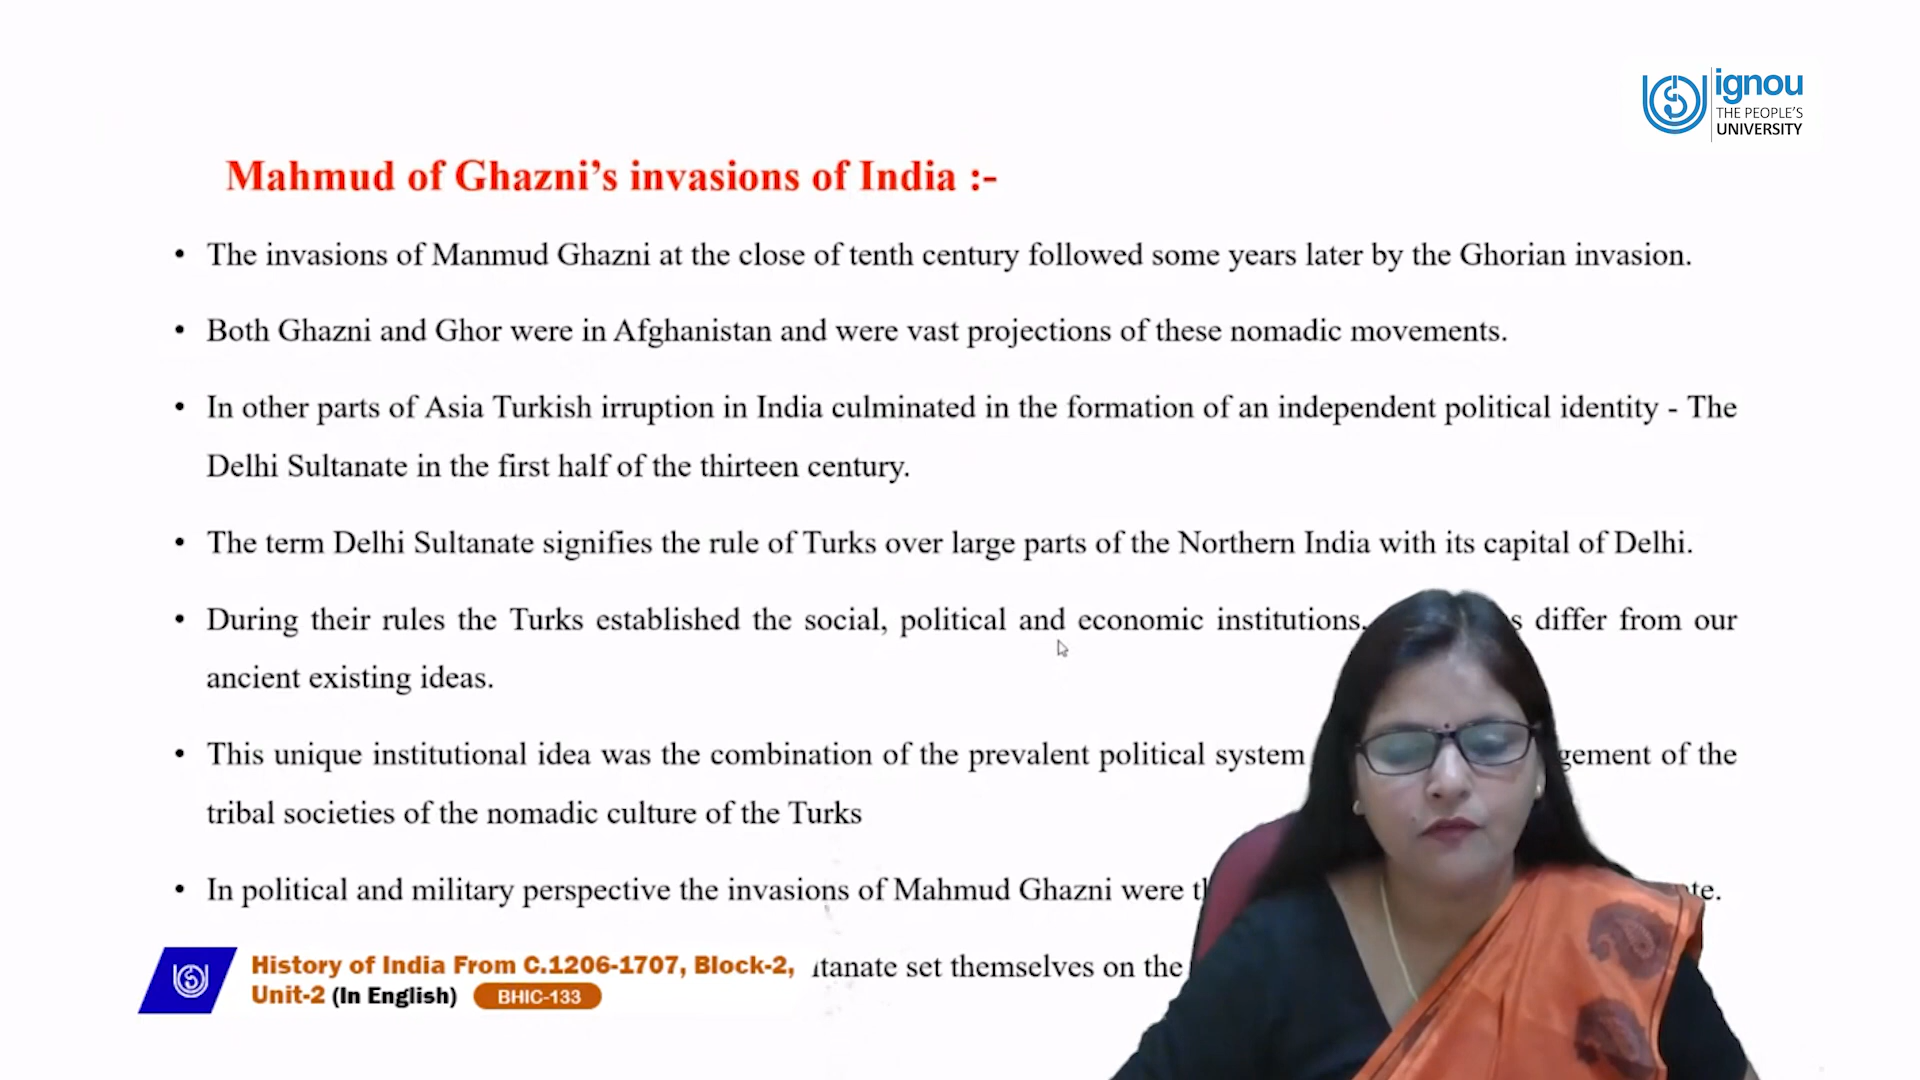 ignou
THE PEOPLE'S
UNIVERSITY
Mahmud of Ghazni’s invasions of India :-
• The invasions of Manmud Ghazni at the close of tenth century followed some years later by the Ghorian invasion.
• Both Ghazni and Ghor were in Afghanistan and were vast projections of these nomadic movements.
• In other parts of Asia Turkish irruption in India culminated in the formation of an independent political identity - The
Delhi Sultanate in the first half of the thirteen century.
• The term Delhi Sultanate signifies the rule of Turks over large parts of the Northern India with its capital of Delhi.
• During their rules the Turks established the social, political and economic institutions. differ from our
ancient existing ideas.
• This unique institutional idea was the combination of the prevalent political system of the
tribal societies of the nomadic culture of the Turks
• In political and military perspective the invasions of Mahmud Ghazni were
set themselves on the
History of India From C.1206-1707, Block-2,
Unit-2 (In English) BHIC-133